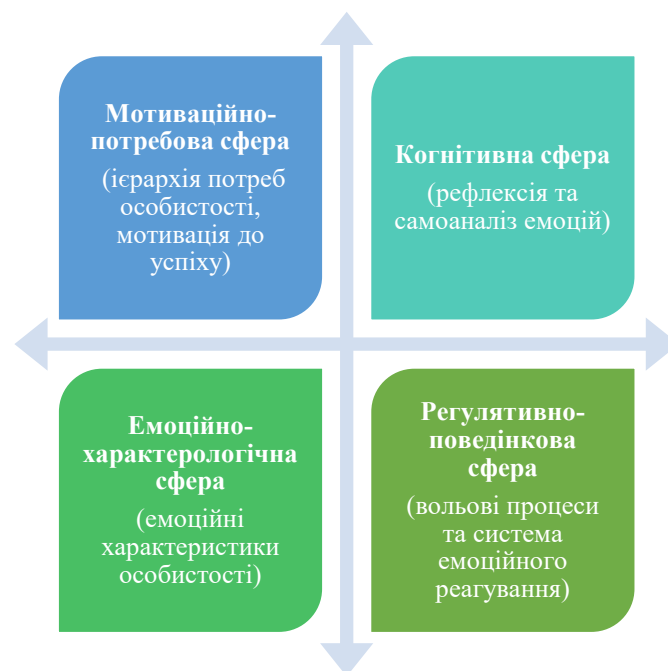 Мотиваційно-
потребова сфера
(ієрархія потреб
особистості,
мотивація до
успіху)
Когнітивна сфера
(рефлексія та
самоаналіз емоцій)
Емоційно-
характерологічна
сфера
(емоційні
характеристики
особистості)
Регулятивно-
поведінкова
сфера
(вольові процеси
та система
емоційного
реагування)